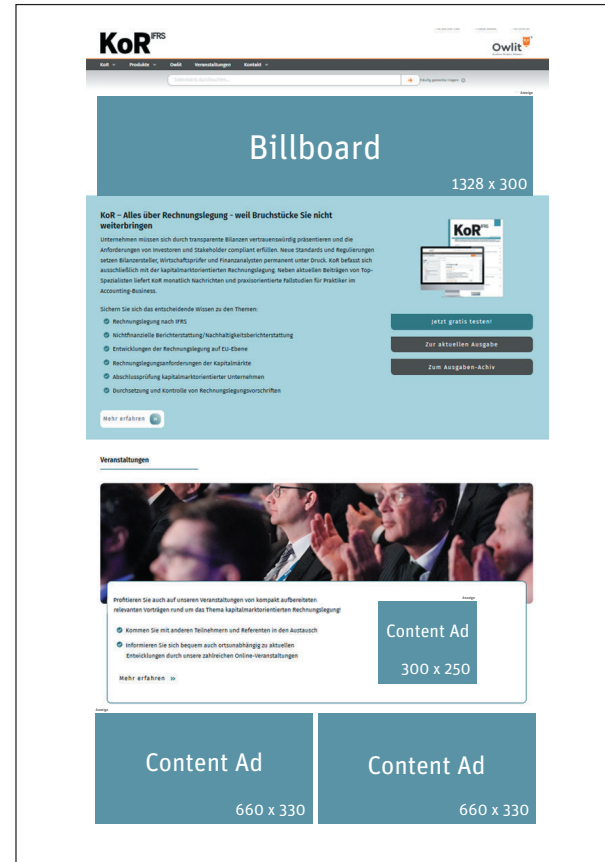 KoR IFRS
Owlit
KoR Produkte Owlit Veranstaltungen Kontakt
Häufig gesuchte Fragen
Anzeige
Billboard
1328 x 300
KoR – Alles über Rechnungslegung - weil Bruchstücke Sie nicht
weiterbringen
Unternehmen müssen sich durch transparente Bilanzen vertrauenswürdig präsentieren und die
Anforderungen von Investoren und Stakeholder compliant erfüllen. Neue Standards und Regulierungen
setzen Bilanzersteller, Wirtschaftsprüfer und Finanzanalysten permanent unter Druck. KoR befasst sich
ausschließlich mit der kapitalmarktorientierten Rechnungslegung. Neben aktuellen Beiträgen von Top-
Spezialisten liefert KoR monatlich Nachrichten und praxisorientierte Fallstudien für Praktiker im
Accounting-Business.
Sichern Sie sich das entscheidende Wissen zu den Themen:
Rechnungslegung nach IFRS
Nichtfinanzielle Berichterstattung/Nachhaltigkeitsberichterstattung
Entwicklungen der Rechnungslegung auf EU-Ebene
Rechnungslegungsanforderungen der Kapitalmärkte
Abschlussprüfung kapitalmarktorientierter Unternehmen
Durchsetzung und Kontrolle von Rechnungslegungsvorschriften
Mehr erfahren
KoR IFRS
Jetzt gratis testen!
Zur aktuellen Ausgabe
Zum Ausgaben-Achiv
Veranstaltungen
Profitieren Sie auch auf unseren Veranstaltungen von kompakt aufbereiteten
relevanten Vorträgen rund um das Thema kapitalmarktorientierten Rechnungslegung!
Kommen Sie mit anderen Teilnehmern und Referenten in den Austausch
Informieren Sie sich bequem auch ortsunabhängig zu aktuellen
Entwicklungen durch unsere zahlreichen Online-Veranstaltungen
Mehr erfahren »
Anzeige
Content Ad
300 x 250
Anzeige
Content Ad
660 x 330
Content Ad
660 x 330